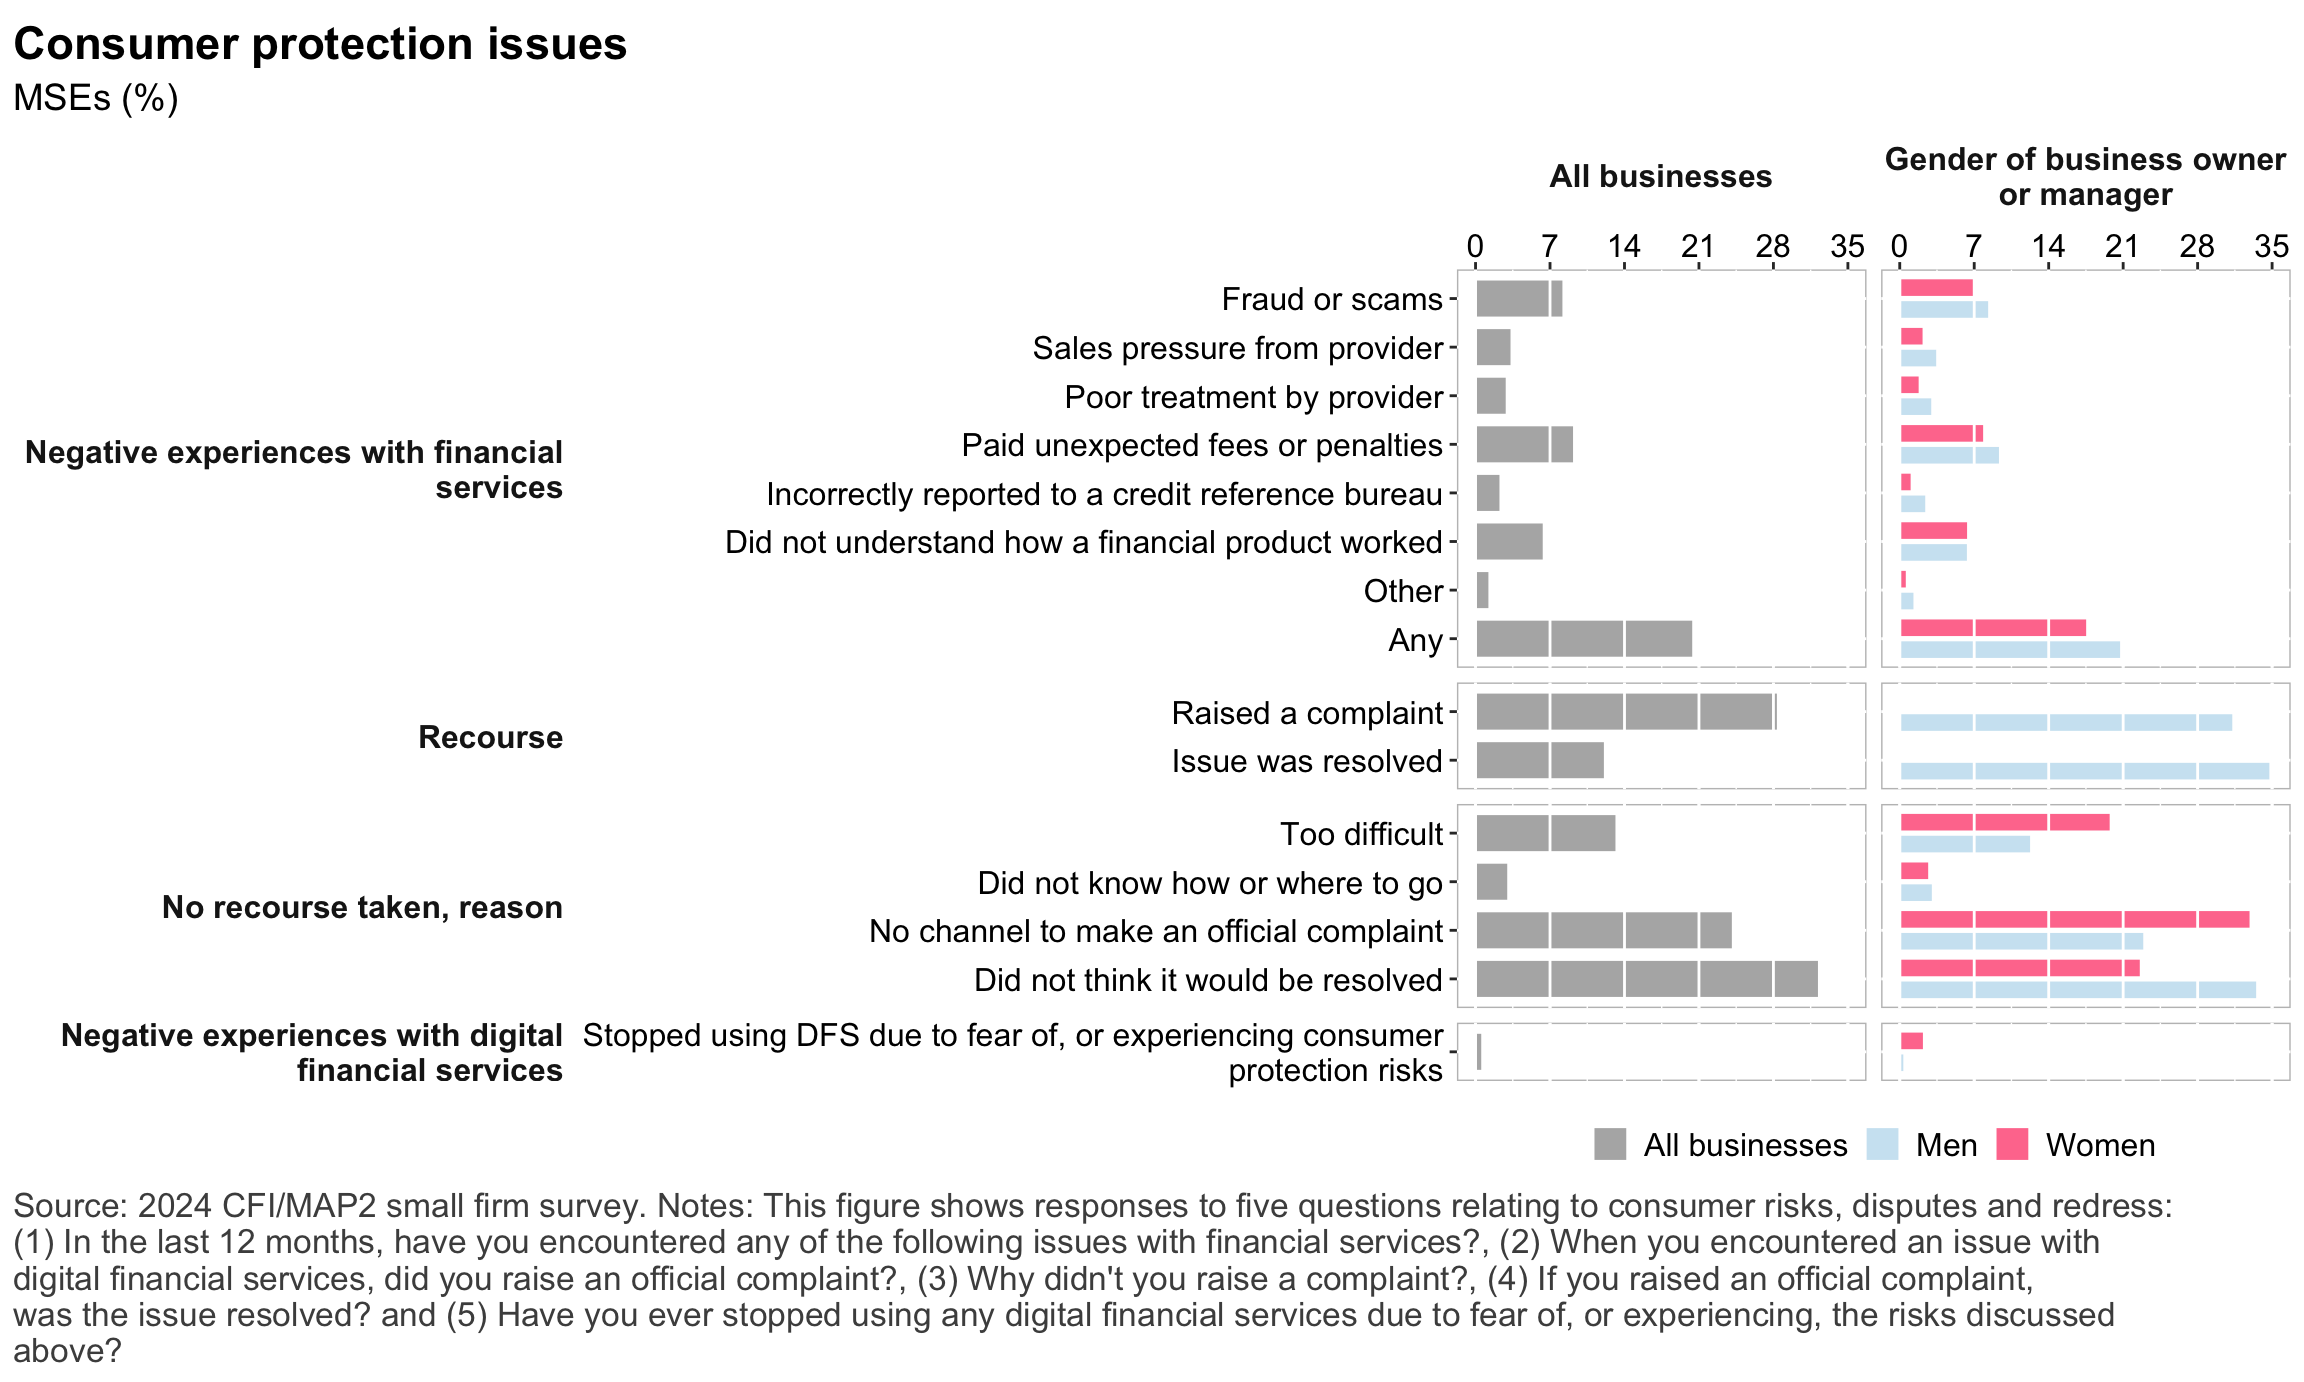 Consumer protection issues
MSEs (%)
All businesses
Gender of business owner
or manager
0 7 14 21 28 35
0 7 14 21 28 35
Negative experiences with financial
services
Fraud or scams
Sales pressure from provider
Poor treatment by provider
Paid unexpected fees or penalties
Incorrectly reported to a credit reference bureau
Did not understand how a financial product worked
Other
Any
Recourse
Raised a complaint
Issue was resolved
No recourse taken, reason
Too difficult
Did not know how or where to go
No channel to make an official complaint
Did not think it would be resolved
Negative experiences with digital
financial services
Stopped using DFS due to fear of, or experiencing consumer
protection risks
All businesses Men Women
Source: 2024 CFI/MAP2 small firm survey. Notes: This figure shows responses to five questions relating to consumer risks, disputes and redress:
(1) In the last 12 months, have you encountered any of the following issues with financial services?, (2) When you encountered an issue with
digital financial services, did you raise an official complaint?, (3) Why didn't you raise a complaint?, (4) If you raised an official complaint,
was the issue resolved? and (5) Have you ever stopped using any digital financial services due to fear of, or experiencing, the risks discussed
above?